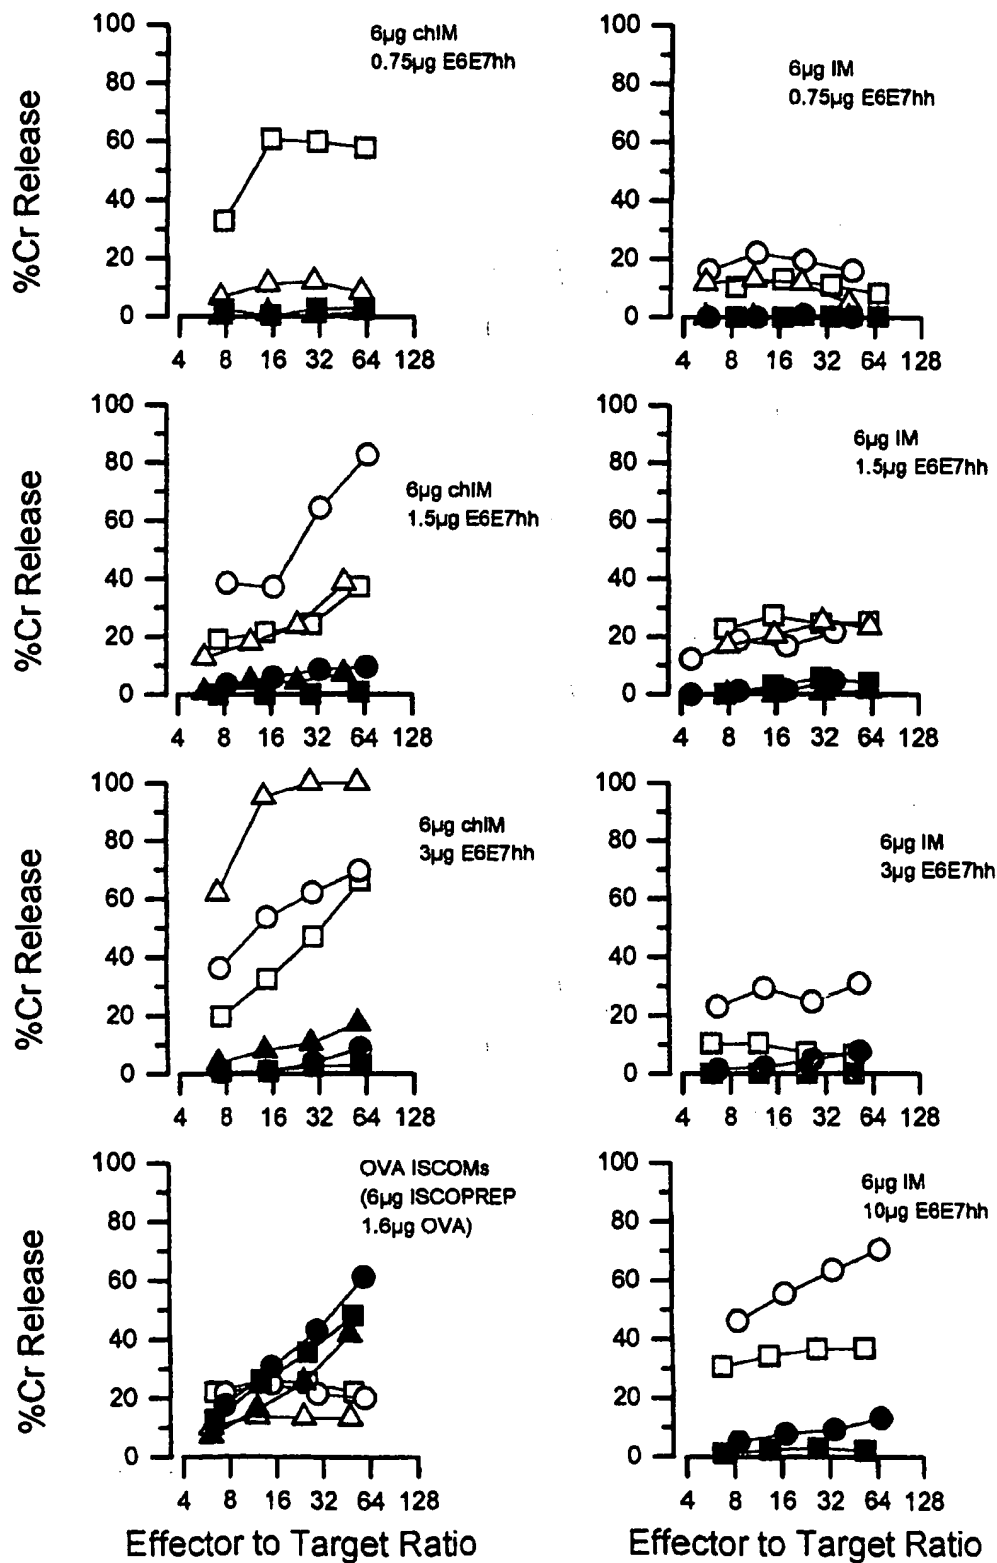 100
80
60
40
20
0
%Cr Release
6µg chIM
0.75µg E6E7hh
4 8 16 32 64 128
100
80
60
40
20
0
6µg IM
0.75µg E6E7hh
4 8 16 32 64 128
100
80
60
40
20
0
%Cr Release
6µg chIM
1.5µg E6E7hh
4 8 16 32 64 128
100
80
60
40
20
0
6µg IM
1.5µg E6E7hh
4 8 16 32 64 128
100
80
60
40
20
0
%Cr Release
6µg chIM
3µg E6E7hh
4 8 16 32 64 128
100
80
60
40
20
0
6µg IM
3µg E6E7hh
4 8 16 32 64 128
100
80
60
40
20
0
%Cr Release
OVA ISCOMs
(6µg ISCOPREP
1.6µg OVA)
4 8 16 32 64 128
Effector to Target Ratio
100
80
60
40
20
0
6µg IM
10µg E6E7hh
4 8 16 32 64 128
Effector to Target Ratio